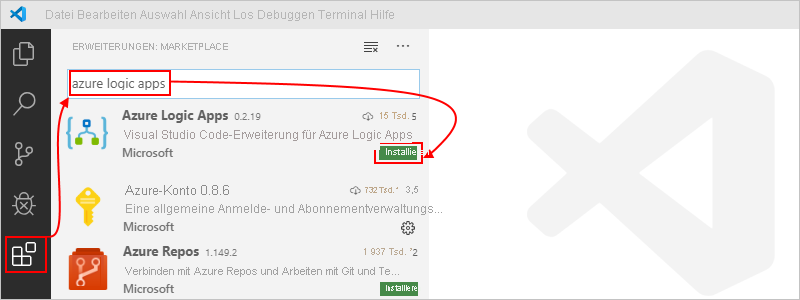 Datei Bearbeiten Auswahl Ansicht Los Debuggen Terminal Hilfe
ERWEITERUNGEN: MARKETPLACE
azure logic apps
Azure Logic Apps 0.2.19 15 Tsd. 5
Visual Studio Code-Erweiterung für Azure Logic Apps
Microsoft Installieren
Azure-Konto 0.8.6 732 Tsd.* 3,5
Eine allgemeine Anmelde- und Abonnementverwaltungs...
Microsoft
Azure Repos 1.149.2 1 937 Tsd. *2
Verbinden mit Azure Repos und Arbeiten mit Git und Te...
Microsoft Installiere